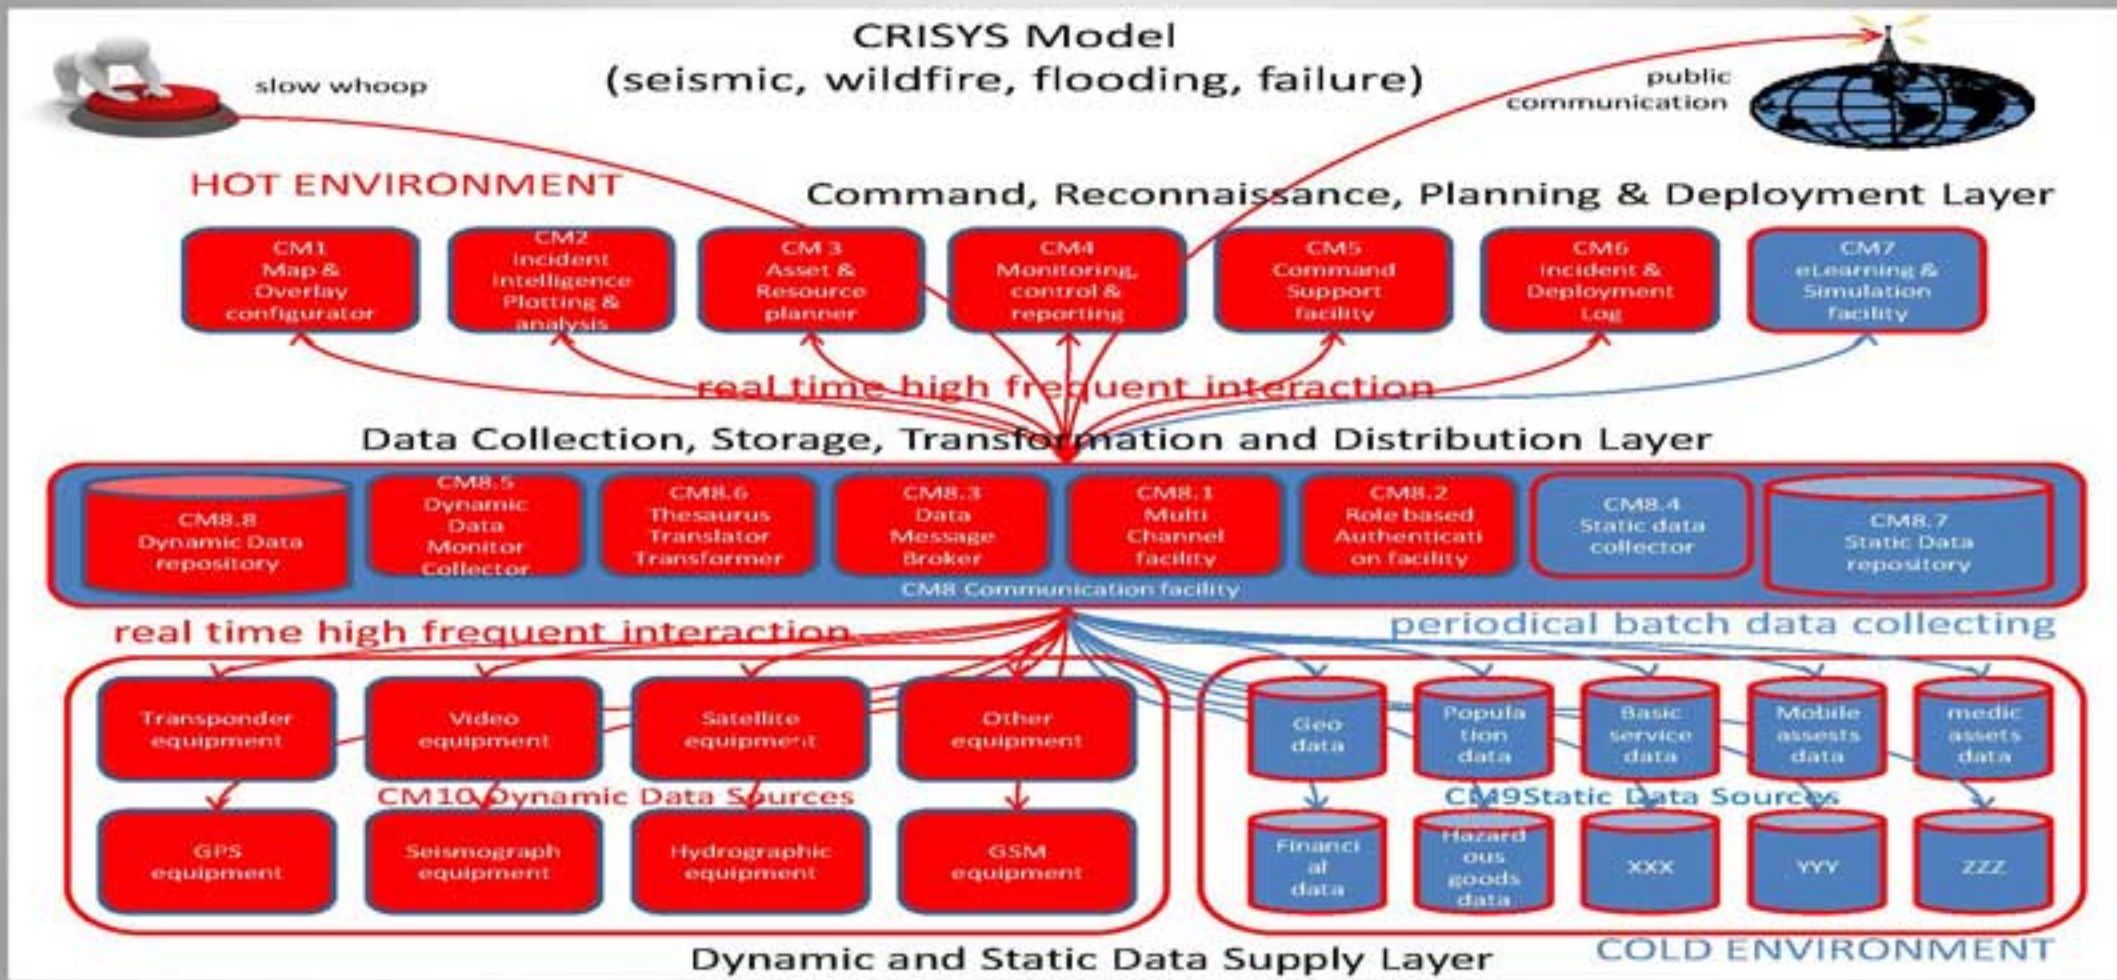 CRISYS Model
(seismic, wildfire, flooding, failure)
slow whoop
public
communication
HOT ENVIRONMENT
Command, Reconnaissance, Planning & Deployment Layer
CM1
Map &
Overlay
configurator
CM2
Incident
Intelligence
Plotting &
analysis
CM 3
Asset &
Resource
planner
CM4
Monitoring,
control &
reporting
CM5
Command
Support
facility
CM6
Incident &
Deployment
Log
CM7
eLearning &
Simulation
facility
real time high frequent interaction
Data Collection, Storage, Transformation and Distribution Layer
CM8.8
Dynamic Data
repository
CM8.5
Dynamic
Data
Monitor
Collector
CM8.6
Thesaurus
Translator
Transformer
CM8.3
Data
Message
Broker
CM8.1
Multi
Channel
facility
CM8.2
Role based
Authenticati
on facility
CM8.4
Static data
collector
CM8.7
Static Data
repository
CM8 Communication facility
real time high frequent interaction
periodical batch data collecting
Transponder
equipment
Video
equipment
Satellite
equipment
Other
equipment
Geo
data
Popula
tion
data
Basic
service
data
Mobile
assests
data
medic
assets
data
CM10 Dynamic Data Sources
CM9Static Data Sources
GPS
equipment
Seismograph
equipment
Hydrographic
equipment
GSM
equipment
Financi
al
data
Hazard
ous
goods
data
XXX
YYY
ZZZ
COLD ENVIRONMENT
Dynamic and Static Data Supply Layer